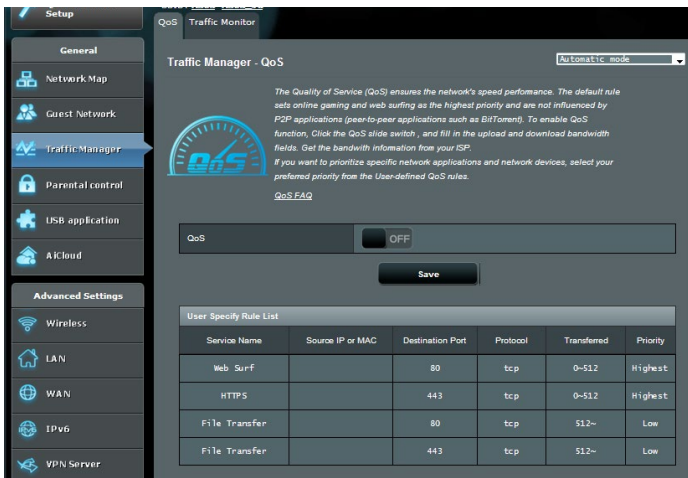 Setup
General
Network Map
Guest Network
Traffic Manager
Parental control
USB application
AiCloud
Advanced Settings
Wireless
LAN
WAN
IPv6
VPN Server
QoS Traffic Monitor
Traffic Manager - QoS
Automatic mode
The Quality of Service (QoS) ensures the network's speed perfomance. The default rule
sets online gaming and web surfing as the highest priority and are not influenced by
P2P applications (peer-to-peer applications such as BitTorrent). To enable QoS
function, Click the QoS slide switch , and fill in the upload and download bandwidth
fields. Get the bandwith information from your ISP.
If you want to prioritize specific network applications and network devices, select your
preferred priority from the User-defined QoS rules.
QoS
QoS FAQ
QoS OFF
Save
User Specify Rule List
Service Name Source IP or MAC Destination Port Protocol Transferred Priority
Web Surf 80 tcp 0~512 Highest
HTTPS 443 tcp 0~512 Highest
File Transfer 80 tcp 512~ Low
File Transfer 443 tcp 512~ Low